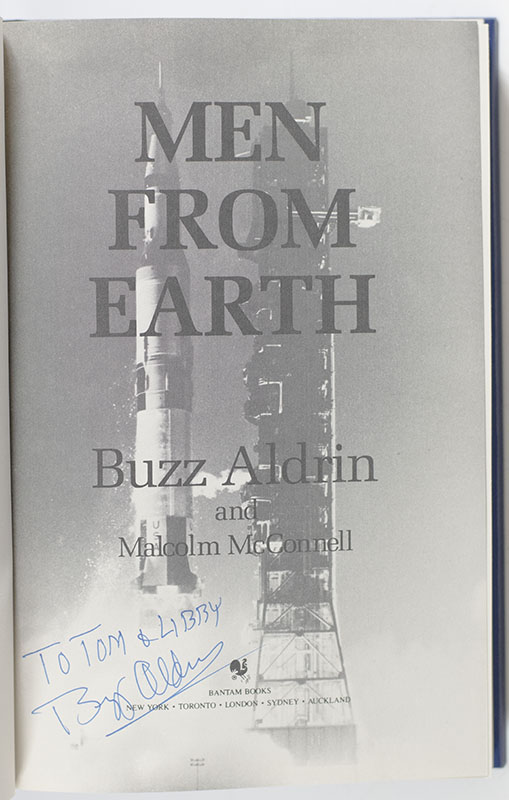 MEN
FROM
EARTH
Buzz Aldrin
and
Malcolm McConnell
TO TOM & LIBBY
Buzz Aldrin
BANTAM BOOKS
NEW YORK • TORONTO • LONDON • SYDNEY • AUCKLAND